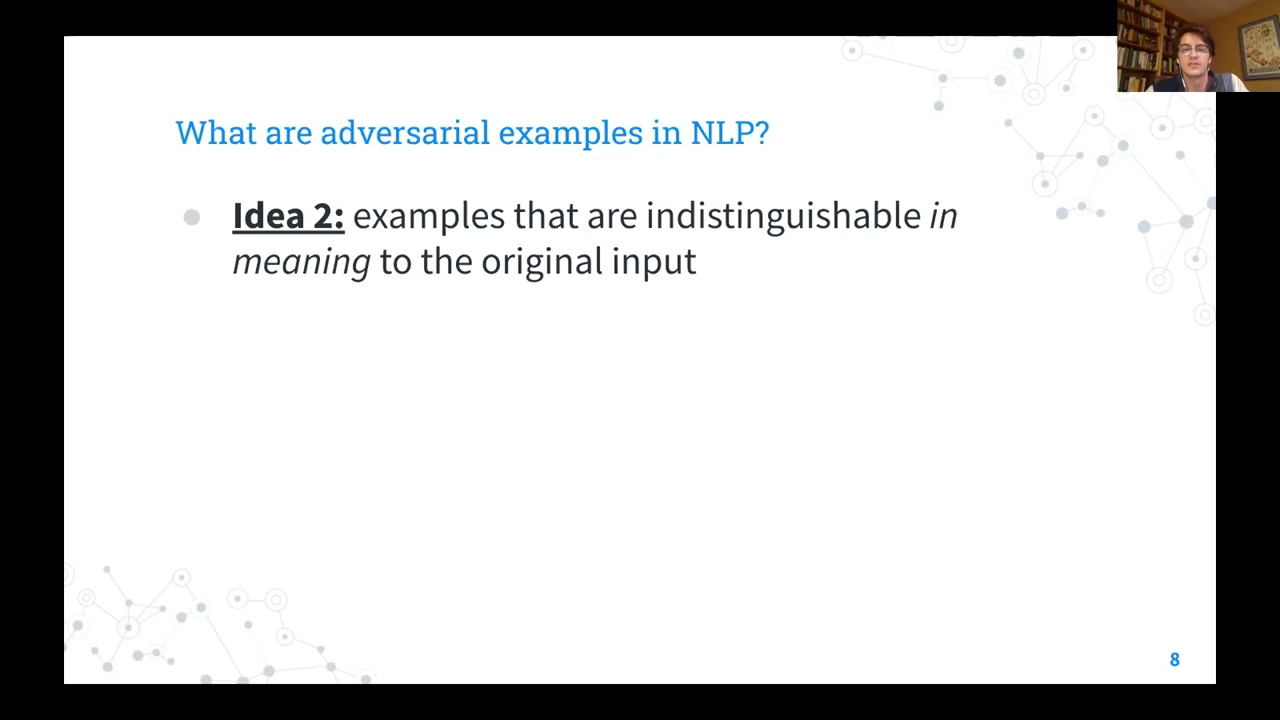 What are adversarial examples in NLP?
Idea 2: examples that are indistinguishable in
meaning to the original input
8